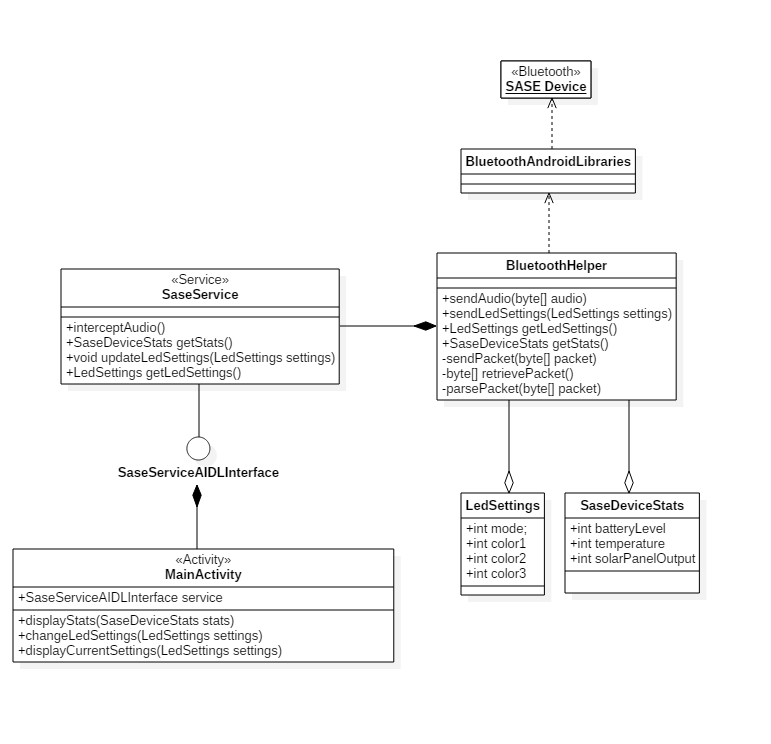 «Bluetooth»
SASE Device
BluetoothAndroidLibraries
BluetoothHelper
+sendAudio(byte[] audio)
+sendLedSettings(LedSettings settings)
+LedSettings getLedSettings()
+SaseDeviceStats getStats()
-sendPacket(byte[] packet)
-byte[] retrievePacket()
-parsePacket(byte[] packet)
«Service»
SaseService
+interceptAudio()
+SaseDeviceStats getStats()
+void updateLedSettings(LedSettings settings)
+LedSettings getLedSettings()
SaseServiceAIDLInterface
LedSettings
+int mode;
+int color1
+int color2
+int color3
SaseDeviceStats
+int batteryLevel
+int temperature
+int solarPanelOutput
«Activity»
MainActivity
+SaseServiceAIDLInterface service
+displayStats(SaseDeviceStats stats)
+changeLedSettings(LedSettings settings)
+displayCurrentSettings(LedSettings settings)